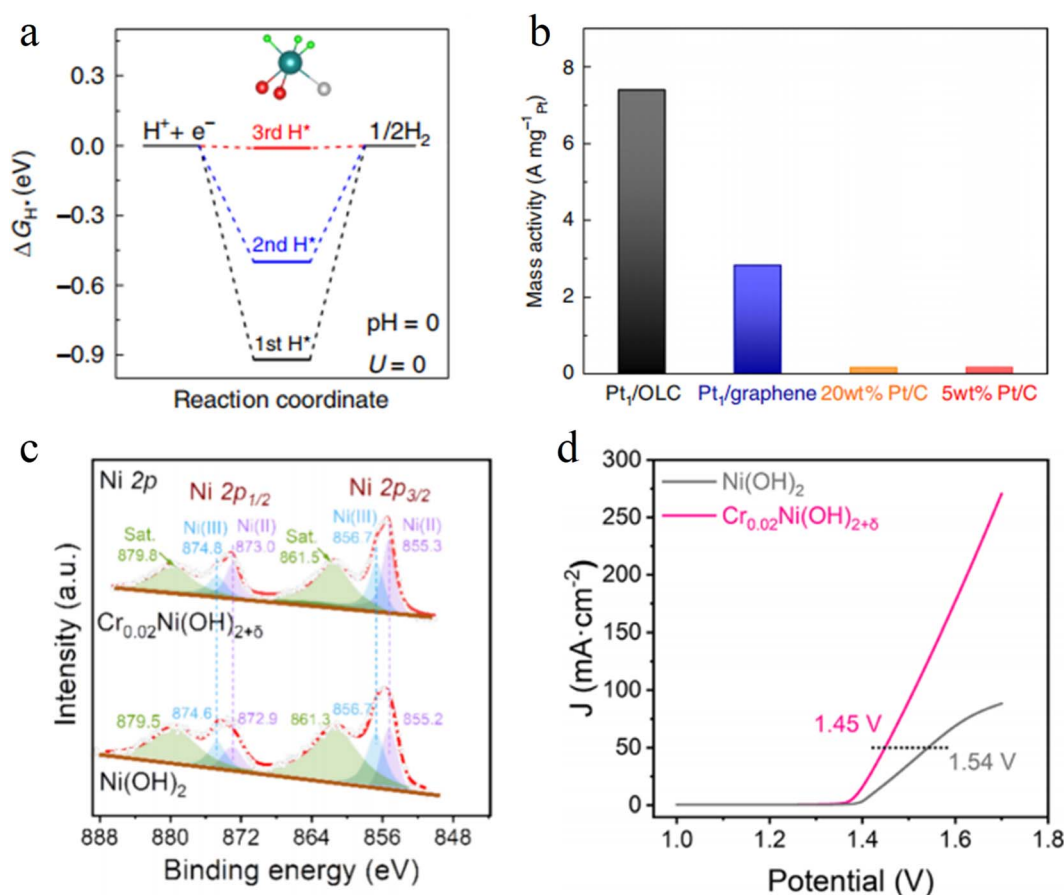 a
0.3
0.0
−0.3
−0.6
−0.9
ΔG_H* (eV)
H⁺ + e⁻
3rd H*
1/2H₂
2nd H*
1st H*
pH = 0
U = 0
Reaction coordinate
b
8
6
4
2
0
Mass activity (A mg⁻¹ Pt)
Pt₁/OLC
Pt₁/graphene
20wt% Pt/C
5wt% Pt/C
c
Ni 2p
Ni 2p₁/₂
Ni 2p₃/₂
Sat.
879.8
Ni(III)
874.8
Ni(II)
873.0
Sat.
861.5
Ni(III)
856.7
Ni(II)
855.3
Cr₀.₀₂Ni(OH)₂₊δ
879.5
874.6
872.9
861.3
856.7
855.2
Ni(OH)₂
Intensity (a.u.)
888 880 872 864 856 848
Binding energy (eV)
d
300
250
200
150
100
50
0
J (mA·cm⁻²)
Ni(OH)₂
Cr₀.₀₂Ni(OH)₂₊δ
1.45 V
1.54 V
1.0 1.2 1.4 1.6 1.8
Potential (V)